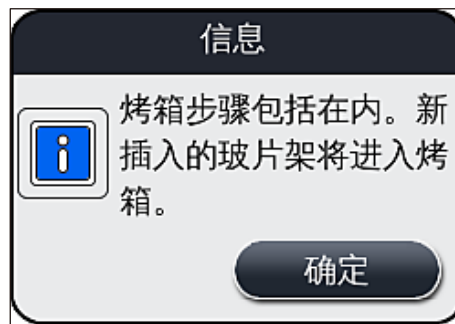 信息
烤箱步骤包括在内。新
插入的玻片架将进入烤
箱。
确定